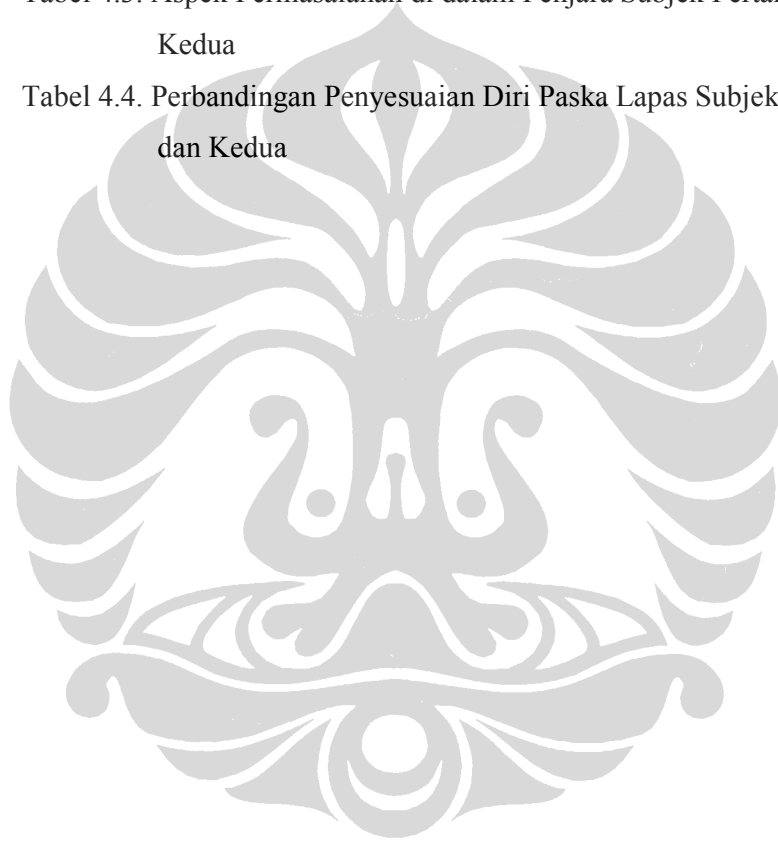 Tabel 4.3. Aspek Permasalahan di dalam Penjara Subjek
Kedua
Tabel 4.4. Perbandingan Penyesuaian Diri Paska Lapas Subjek
dan Kedua